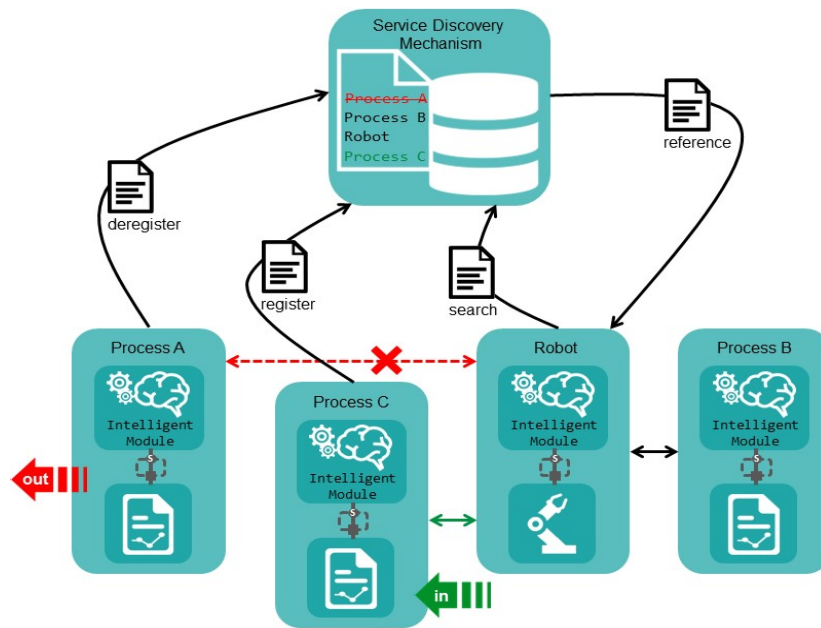 Service Discovery
Mechanism
Process A
Process B
Robot
Process C
reference
deregister
register
search
Process A
Intelligent
Module
S
out
Process C
Intelligent
Module
S
in
Robot
Intelligent
Module
S
Process B
Intelligent
Module
S